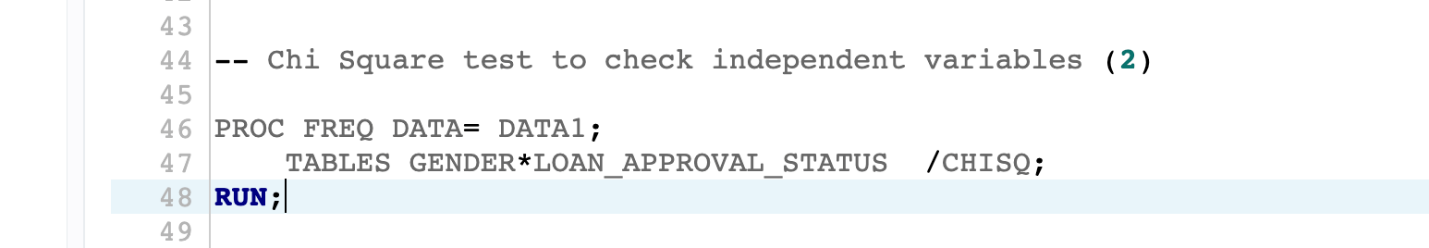 43
44 -- Chi Square test to check independent variables (2)
45
46 PROC FREQ DATA= DATA1;
47 TABLES GENDER*LOAN_APPROVAL_STATUS /CHISQ;
48 RUN;
49